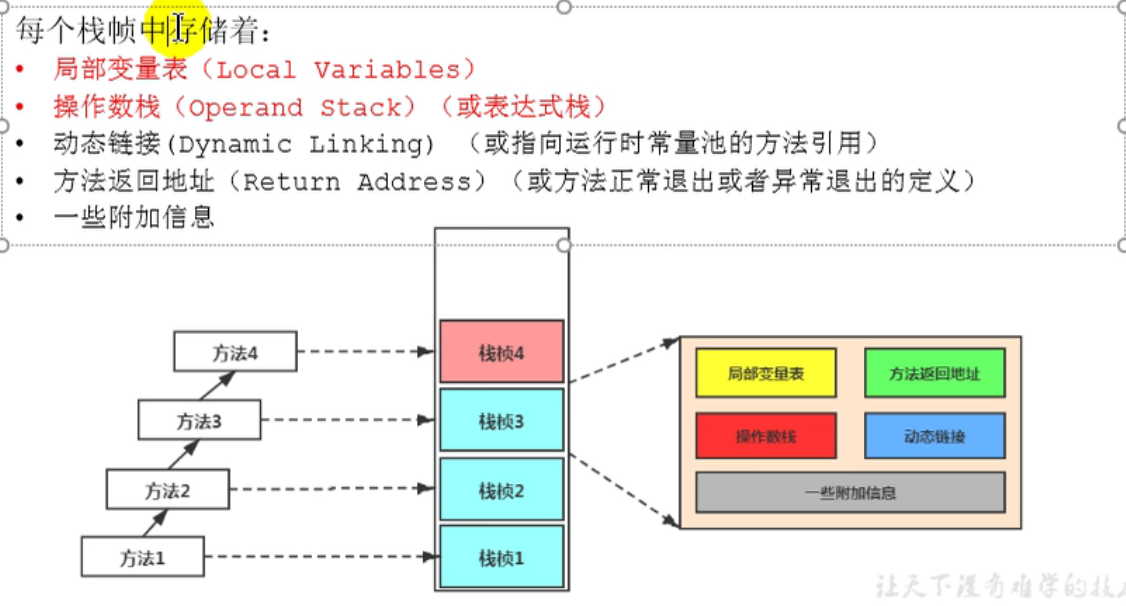 每个栈帧中存储着：
• 局部变量表（Local Variables）
• 操作数栈（Operand Stack）（或表达式栈）
• 动态链接(Dynamic Linking) （或指向运行时常量池的方法引用）
• 方法返回地址（Return Address）（或方法正常退出或者异常退出的定义）
• 一些附加信息
方法4
栈桢4
局部变量表
方法返回地址
方法3
栈桢3
操作数栈
动态链接
方法2
栈桢2
一些附加信息
方法1
栈桢1
让天下没有难学的技